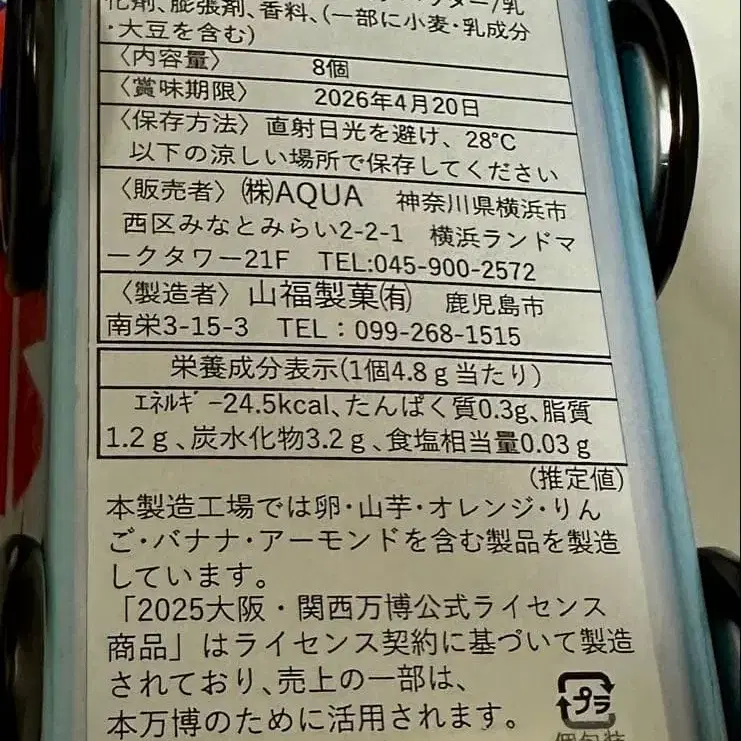 化剤、膨張剤、香料、(一部に小麦・乳成分
・大豆を含む)
〈内容量〉 8個
〈賞味期限〉 2026年4月20日
〈保存方法〉直射日光を避け、28℃
以下の涼しい場所で保存してください
〈販売者〉㈱AQUA 神奈川県横浜市
西区みなとみらい2-2-1 横浜ランドマ
ークタワー21F TEL:045-900-2572
〈製造者〉山福製菓㈲ 鹿児島市
南栄3-15-3 TEL：099-268-1515
栄養成分表示(1個4.8ｇ当たり)
ｴﾈﾙｷﾞｰ24.5kcal、たんぱく質0.3g、脂質
1.2ｇ、炭水化物3.2ｇ、食塩相当量0.03ｇ
(推定値)
本製造工場では卵・山芋・オレンジ・りん
ご・バナナ・アーモンドを含む製品を製造
しています。
「2025大阪・関西万博公式ライセンス
商品」はライセンス契約に基づいて製造
されており、売上の一部は、
本万博のために活用されます。
プラ
個包装